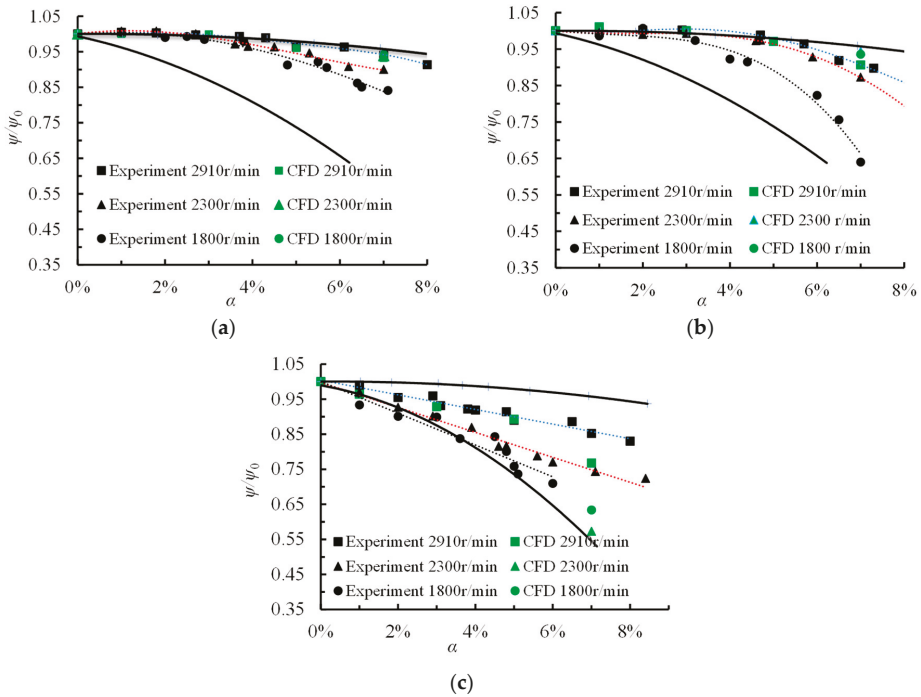 1.05
0.95
0.85
0.75
0.65
0.55
0.45
0.35
ψ/ψ0
0% 2% 4% 6% 8%
α
Experiment 2910r/min CFD 2910r/min
Experiment 2300r/min CFD 2300r/min
Experiment 1800r/min CFD 1800r/min
(a)
1.05
0.95
0.85
0.75
0.65
0.55
0.45
0.35
ψ/ψ0
0% 2% 4% 6% 8%
α
Experiment 2910r/min CFD 2910r/min
Experiment 2300r/min CFD 2300 r/min
Experiment 1800r/min CFD 1800 r/min
(b)
1.05
0.95
0.85
0.75
0.65
0.55
0.45
0.35
ψ/ψ0
0% 2% 4% 6% 8%
α
Experiment 2910r/min CFD 2910r/min
Experiment 2300r/min CFD 2300r/min
Experiment 1800r/min CFD 1800r/min
(c)